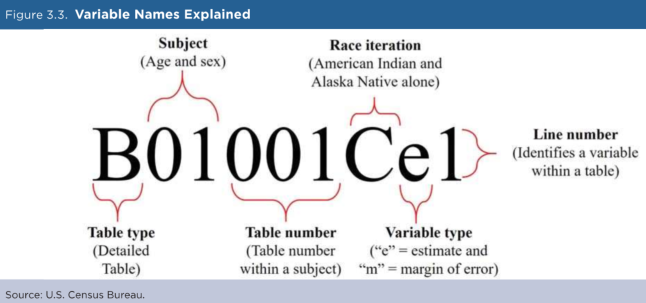 Figure 3.3. Variable Names Explained
Subject
(Age and sex)
Race iteration
(American Indian and
Alaska Native alone)
B01001Ce1
Line number
(Identifies a variable
within a table)
Table type
(Detailed
Table)
Table number
(Table number
within a subject)
Variable type
(“e” = estimate and
“m” = margin of error)
Source: U.S. Census Bureau.